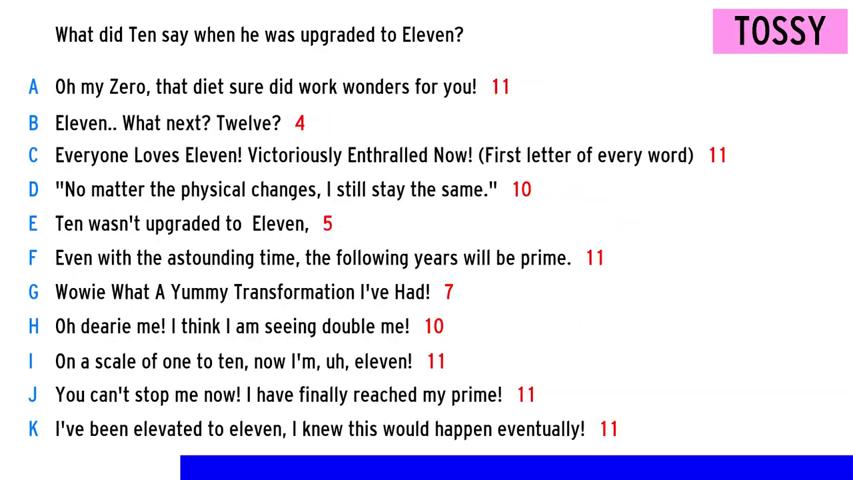 What did Ten say when he was upgraded to Eleven?
TOSSY
A Oh my Zero, that diet sure did work wonders for you! 11
B Eleven.. What next? Twelve? 4
C Everyone Loves Eleven! Victoriously Enthralled Now! (First letter of every word) 11
D "No matter the physical changes, I still stay the same." 10
E Ten wasn't upgraded to Eleven, 5
F Even with the astounding time, the following years will be prime. 11
G Wowie What A Yummy Transformation I've Had! 7
H Oh dearie me! I think I am seeing double me! 10
I On a scale of one to ten, now I'm, uh, eleven! 11
J You can't stop me now! I have finally reached my prime! 11
K I've been elevated to eleven, I knew this would happen eventually! 11